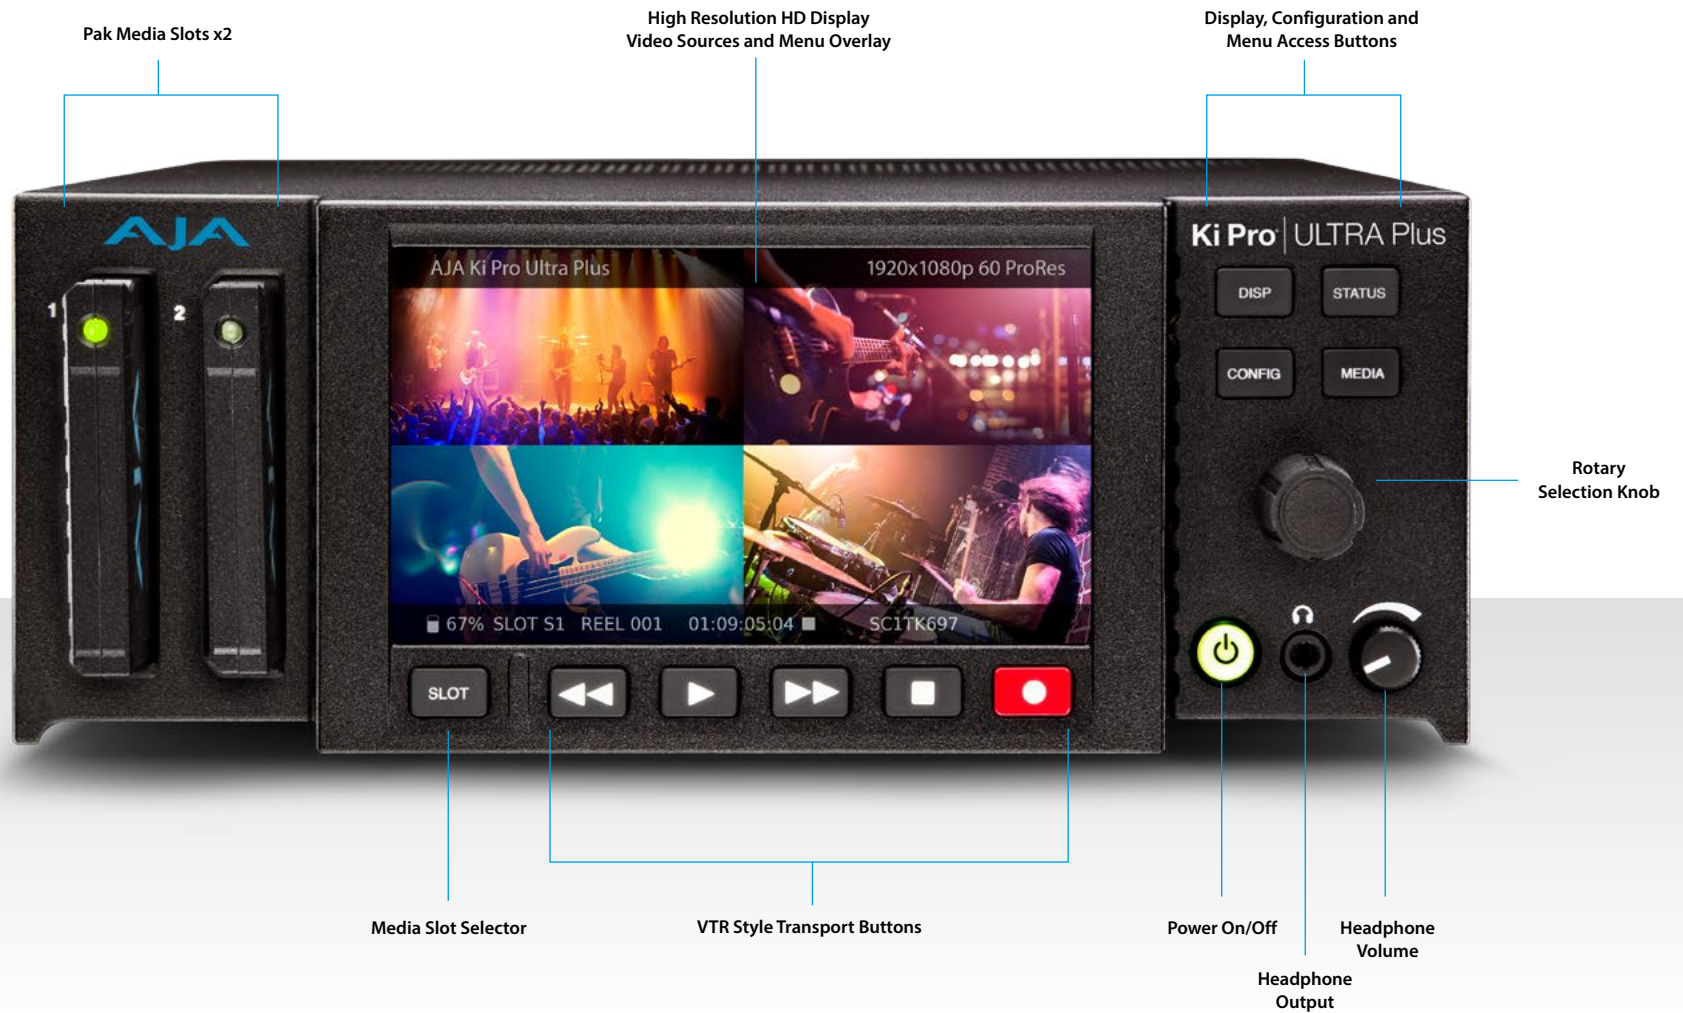 Pak Media Slots x2
High Resolution HD Display
Video Sources and Menu Overlay
Display, Configuration and
Menu Access Buttons
AJA
1
2
AJA Ki Pro Ultra Plus
1920x1080p 60 ProRes
67% SLOT S1 REEL 001 01:09:05:04 SC1TK697
Ki Pro ULTRA Plus
DISP
STATUS
CONFIG
MEDIA
Rotary
Selection Knob
SLOT
Media Slot Selector
VTR Style Transport Buttons
Power On/Off
Headphone
Volume
Headphone
Output